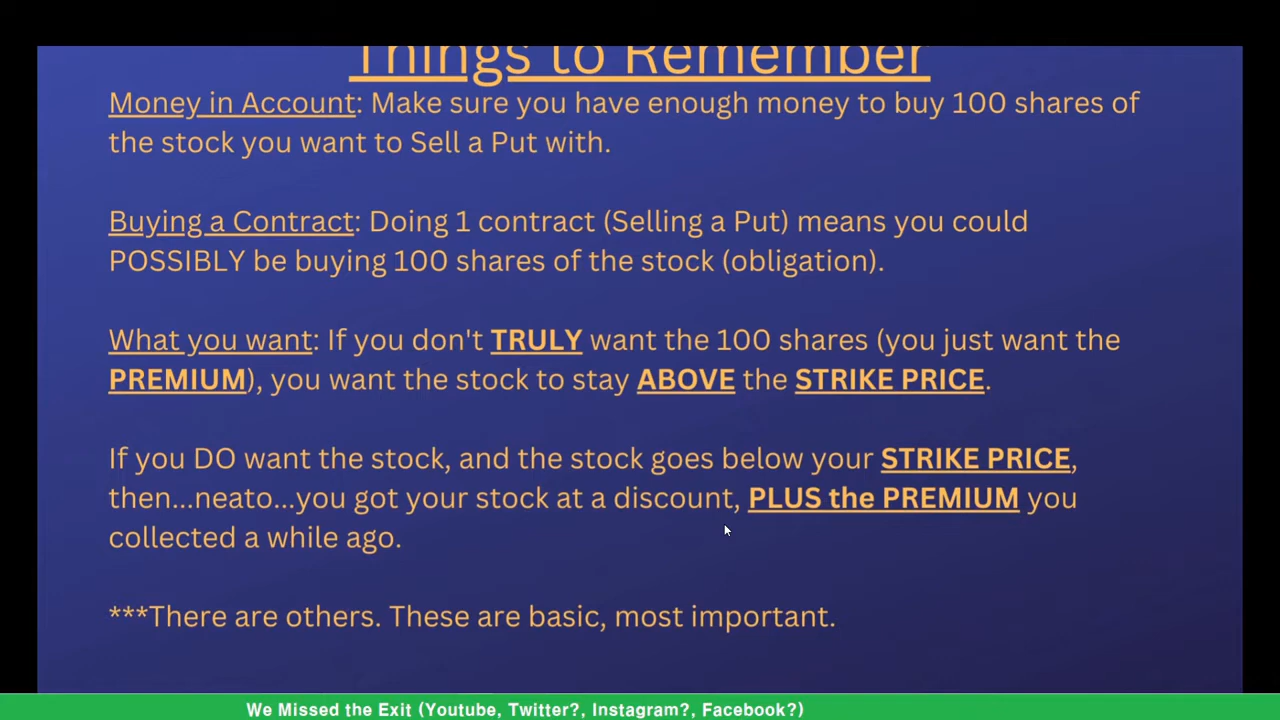 Things to Remember
Money in Account: Make sure you have enough money to buy 100 shares of
the stock you want to Sell a Put with.
Buying a Contract: Doing 1 contract (Selling a Put) means you could
POSSIBLY be buying 100 shares of the stock (obligation).
What you want: If you don't TRULY want the 100 shares (you just want the
PREMIUM), you want the stock to stay ABOVE the STRIKE PRICE.
If you DO want the stock, and the stock goes below your STRIKE PRICE,
then...neato...you got your stock at a discount, PLUS the PREMIUM you
collected a while ago.
***There are others. These are basic, most important.
We Missed the Exit (Youtube, Twitter?, Instagram?, Facebook?)